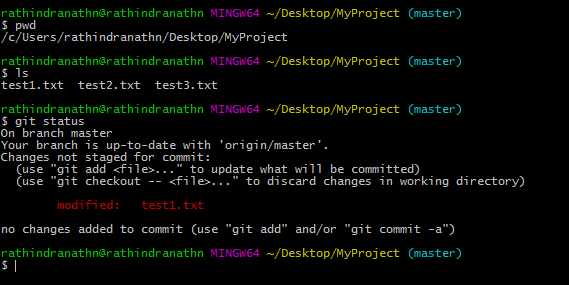 rathindranathn@rathindranathn MINGW64 ~/Desktop/MyProject (master)
$ pwd
/c/Users/rathindranathn/Desktop/MyProject
rathindranathn@rathindranathn MINGW64 ~/Desktop/MyProject (master)
$ ls
test1.txt  test2.txt  test3.txt
rathindranathn@rathindranathn MINGW64 ~/Desktop/MyProject (master)
$ git status
On branch master
Your branch is up-to-date with 'origin/master'.
Changes not staged for commit:
  (use "git add <file>..." to update what will be committed)
  (use "git checkout -- <file>..." to discard changes in working directory)
        modified:   test1.txt
no changes added to commit (use "git add" and/or "git commit -a")
rathindranathn@rathindranathn MINGW64 ~/Desktop/MyProject (master)
$